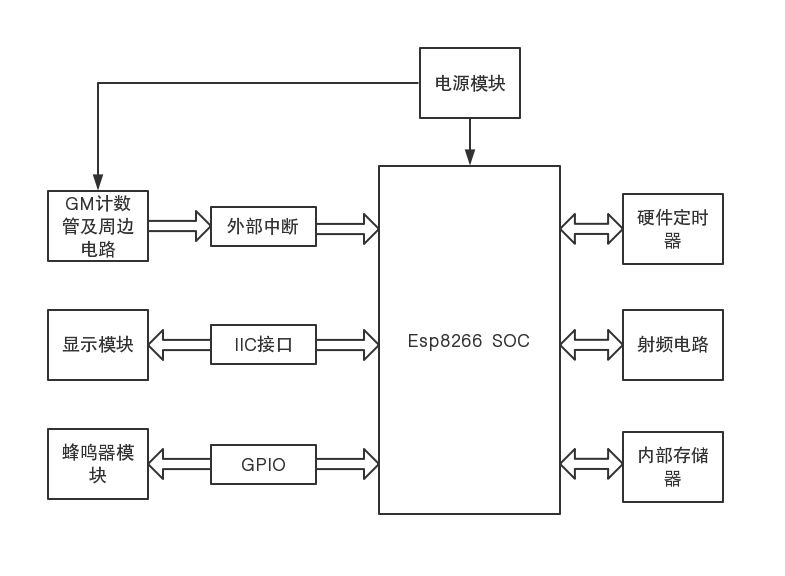 电源模块
GM计数
管及周边
电路
外部中断
硬件定时
器
显示模块
IIC接口
Esp8266 SOC
射频电路
蜂鸣器模
块
GPIO
内部存储
器